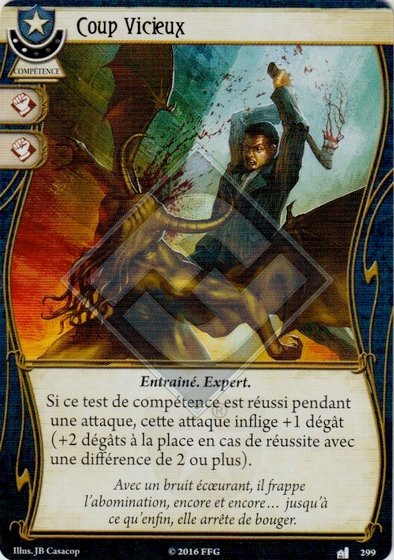 Coup Vicieux
COMPÉTENCE
Entraîné. Expert.
Si ce test de compétence est réussi pendant
une attaque, cette attaque inflige +1 dégât
(+2 dégâts à la place en cas de réussite avec
une différence de 2 ou plus).
Avec un bruit écœurant, il frappe
l'abomination, encore et encore… jusqu'à
ce qu'enfin, elle arrête de bouger.
Illus. JB Casacop
© 2016 FFG
299